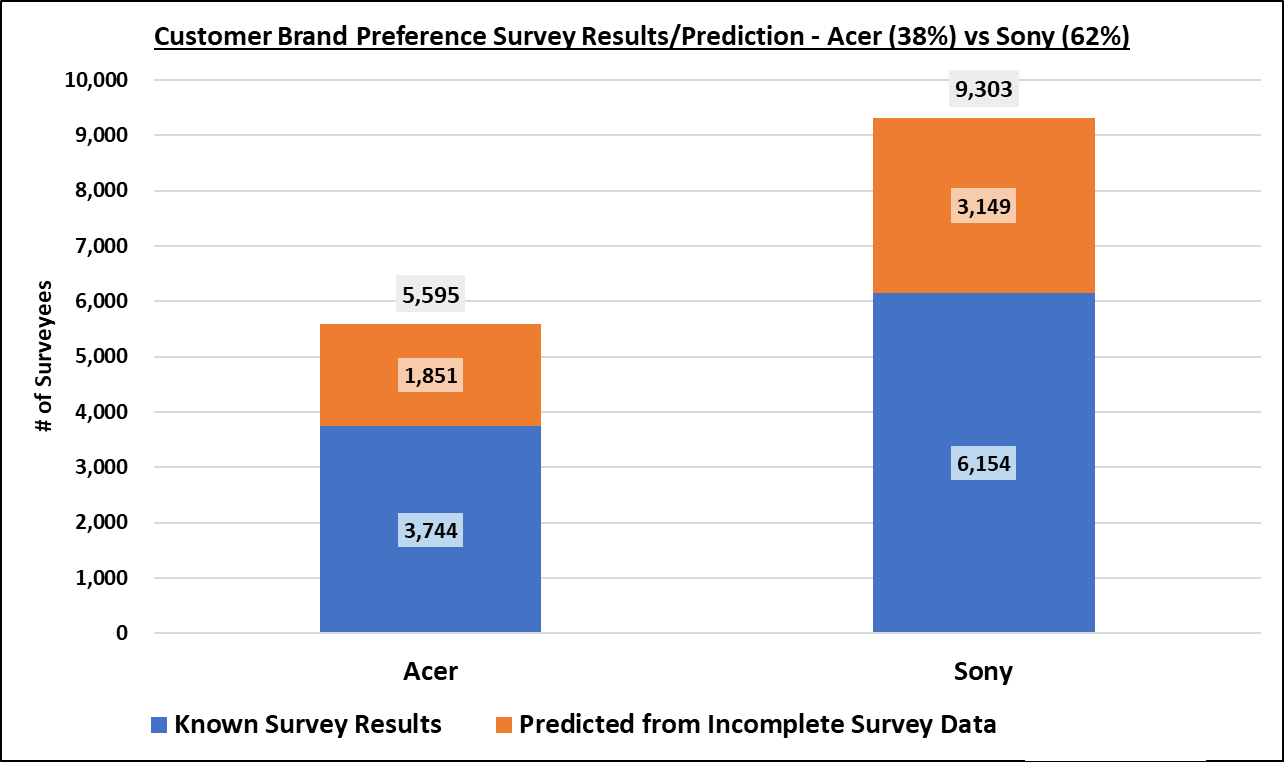 Customer Brand Preference Survey Results/Prediction - Acer (38%) vs Sony (62%)
10,000
9,000
8,000
7,000
6,000
5,000
4,000
3,000
2,000
1,000
0
# of Surveyees
5,595
1,851
3,744
9,303
3,149
6,154
Acer
Sony
Known Survey Results
Predicted from Incomplete Survey Data